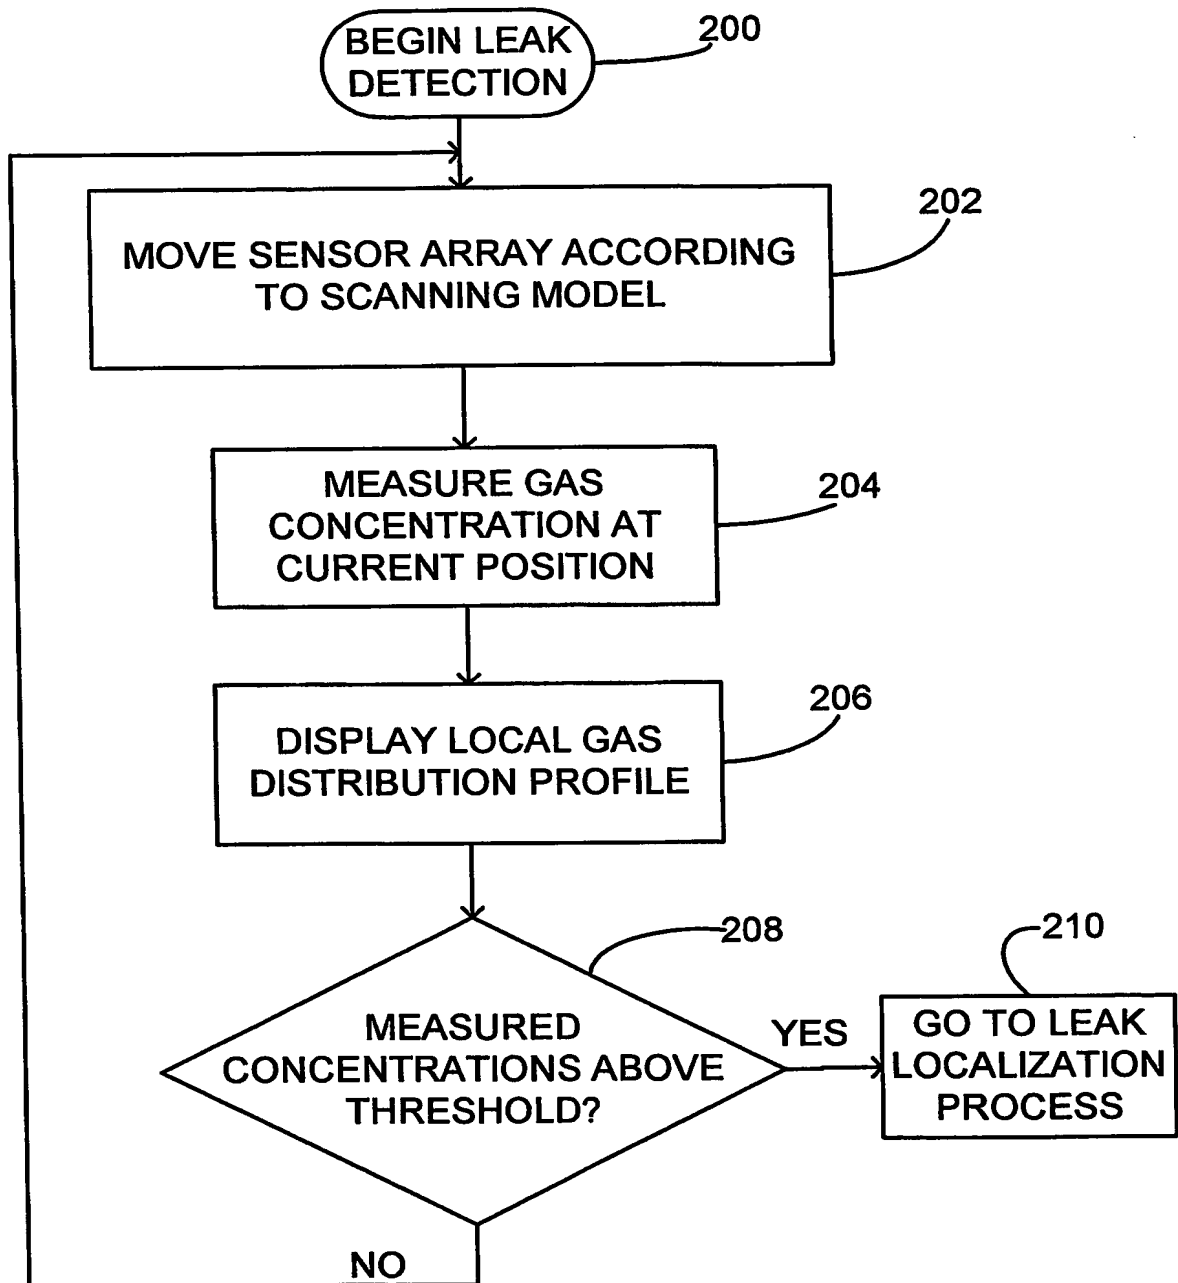 BEGIN LEAK
DETECTION
200
202
MOVE SENSOR ARRAY ACCORDING
TO SCANNING MODEL
204
MEASURE GAS
CONCENTRATION AT
CURRENT POSITION
206
DISPLAY LOCAL GAS
DISTRIBUTION PROFILE
208
210
MEASURED
CONCENTRATIONS ABOVE
THRESHOLD?
YES
GO TO LEAK
LOCALIZATION
PROCESS
NO